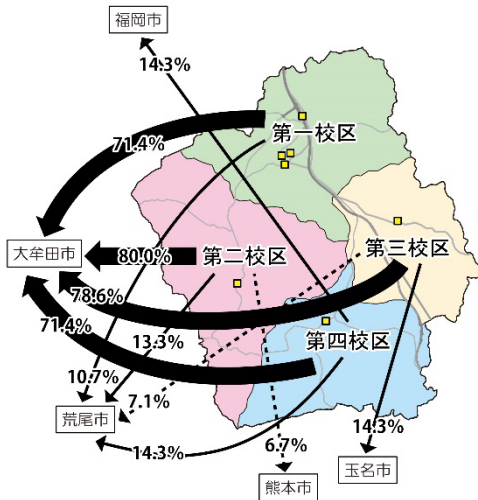 福岡市
14.3%
第一校区
71.4%
大牟田市
80.0%
第二校区
第三校区
78.6%
71.4%
13.3%
第四校区
10.7%
7.1%
荒尾市
14.3%
14.3%
6.7%
玉名市
熊本市